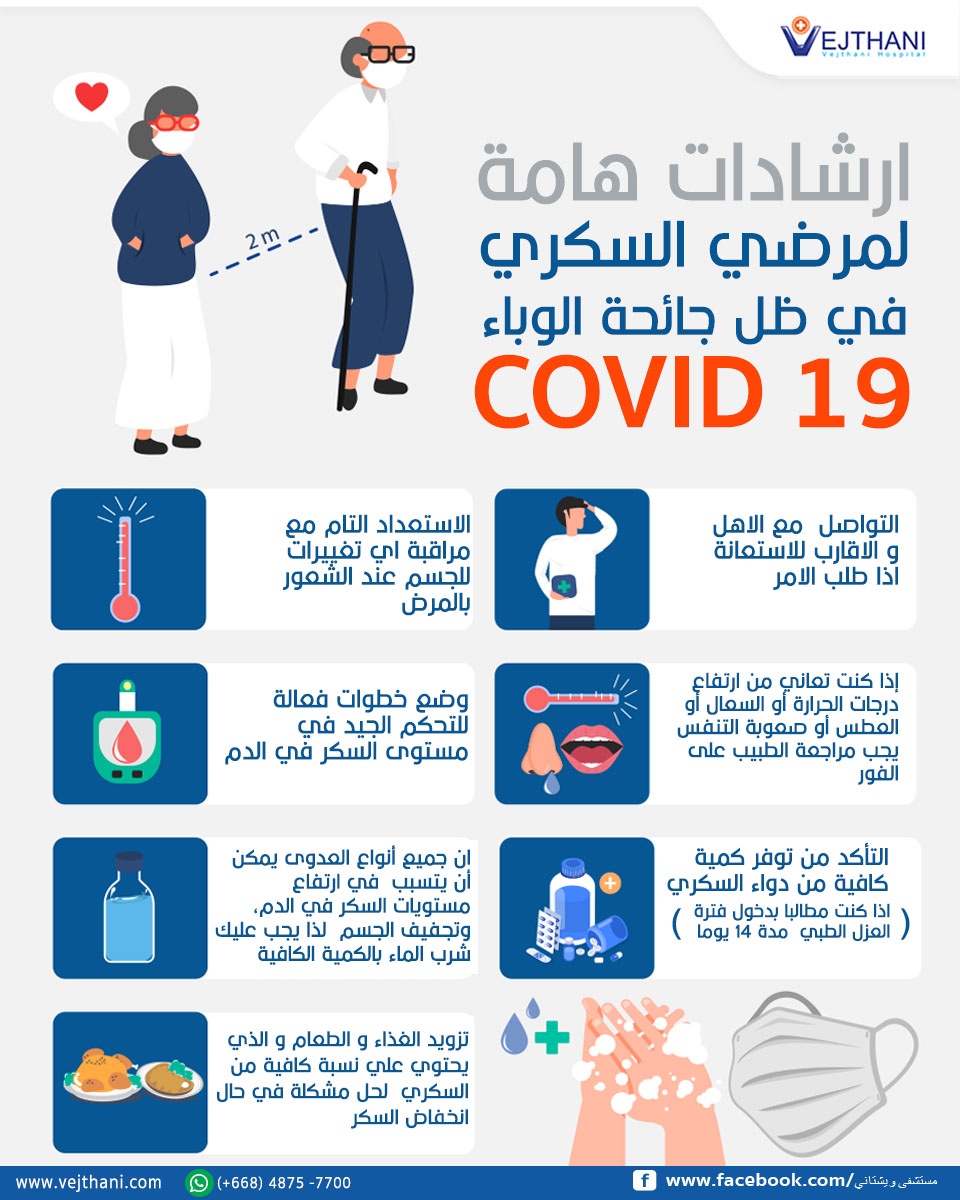 VEJTHANI
Vejthani Hospital
2 m
ارشادات هامة
لمرضي السكري
في ظل جائحة الوباء
COVID 19
التواصل مع الاهل
و الاقارب للاستعانة
اذا طلب الامر
الاستعداد التام مع
مراقبة اي تغييرات
للجسم عند الشعور
بالمرض
إذا كنت تعاني من ارتفاع
درجات الحرارة أو السعال أو
العطس أو صعوبة التنفس
يجب مراجعة الطبيب على
الفور
وضع خطوات فعالة
للتحكم الجيد في
مستوى السكر في الدم
التأكد من توفر كمية
كافية من دواء السكري
( اذا كنت مطالبا بدخول فترة
العزل الطبي مدة 14 يوما )
ان جميع أنواع العدوى يمكن
أن يتسبب في ارتفاع
مستويات السكر في الدم،
وتجفيف الجسم لذا يجب عليك
شرب الماء بالكمية الكافية
تزويد الغذاء و الطعام و الذي
يحتوي علي نسبة كافية من
السكري لحل مشكلة في حال
انخفاض السكر
www.vejthani.com (+668) 4875 -7700 f www.facebook.com/مستشفى ويشتاني